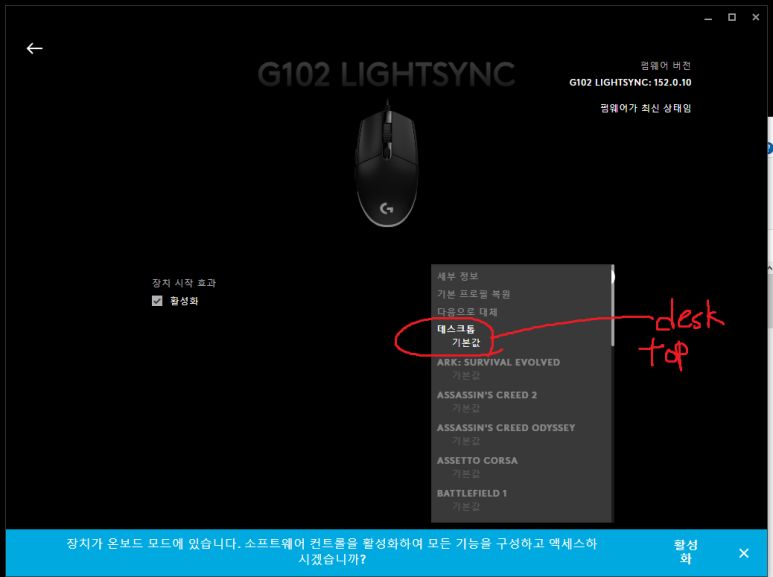 G102 LIGHTSYNC
펌웨어 버전
G102 LIGHTSYNC: 152.0.10
펌웨어가 최신 상태임
장치 시작 효과
활성화
세부 정보
기본 프로필 복원
다음으로 대체
데스크톱
기본값
desk
top
ARK: SURVIVAL EVOLVED
기본값
ASSASSIN'S CREED 2
기본값
ASSASSIN'S CREED ODYSSEY
기본값
ASSETTO CORSA
기본값
BATTLEFIELD 1
기본값
장치가 온보드 모드에 있습니다. 소프트웨어 컨트롤을 활성화하여 모든 기능을 구성하고 액세스하
시겠습니까?
활성
화